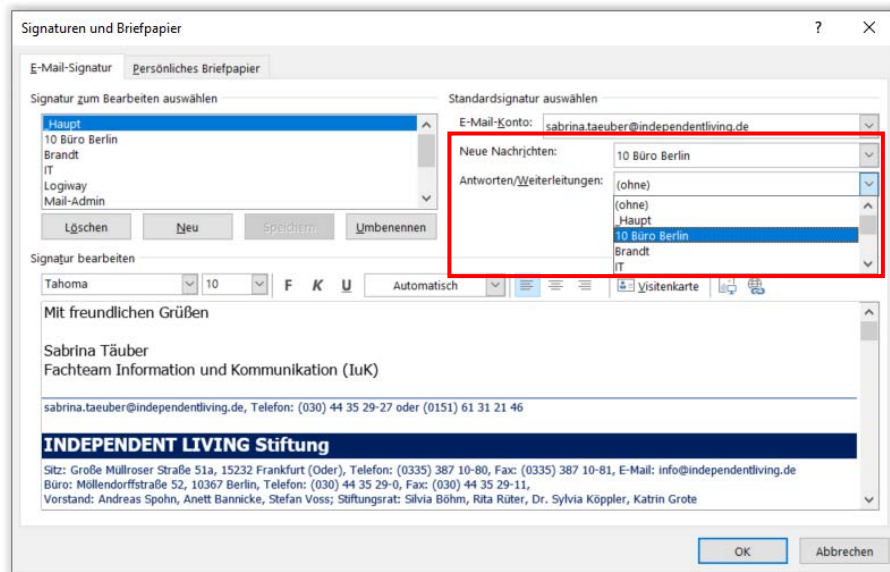 Signaturen und Briefpapier
?
E-Mail-Signatur
Persönliches Briefpapier
Signatur zum Bearbeiten auswählen
_Haupt
10 Büro Berlin
Brandt
IT
Logiway
Mail-Admin
Löschen
Neu
Speichern
Umbenennen
Standardsignatur auswählen
E-Mail-Konto: sabrina.taeuber@independentliving.de
Neue Nachrichten: 10 Büro Berlin
Antworten/Weiterleitungen: (ohne)
(ohne)
_Haupt
10 Büro Berlin
Brandt
IT
Signatur bearbeiten
Tahoma 10 F K U Automatisch Visitenkarte
Mit freundlichen Grüßen
Sabrina Täuber
Fachteam Information und Kommunikation (IuK)
sabrina.taeuber@independentliving.de, Telefon: (030) 44 35 29-27 oder (0151) 61 31 21 46
INDEPENDENT LIVING Stiftung
Sitz: Große Müllroser Straße 51a, 15232 Frankfurt (Oder), Telefon: (0335) 387 10-80, Fax: (0335) 387 10-81, E-Mail: info@independentliving.de
Büro: Möllendorffstraße 52, 10367 Berlin, Telefon: (030) 44 35 29-0, Fax: (030) 44 35 29-11,
Vorstand: Andreas Spohn, Anett Bannicke, Stefan Voss; Stiftungsrat: Silvia Böhm, Rita Rüter, Dr. Sylvia Köppler, Katrin Grote
OK
Abbrechen